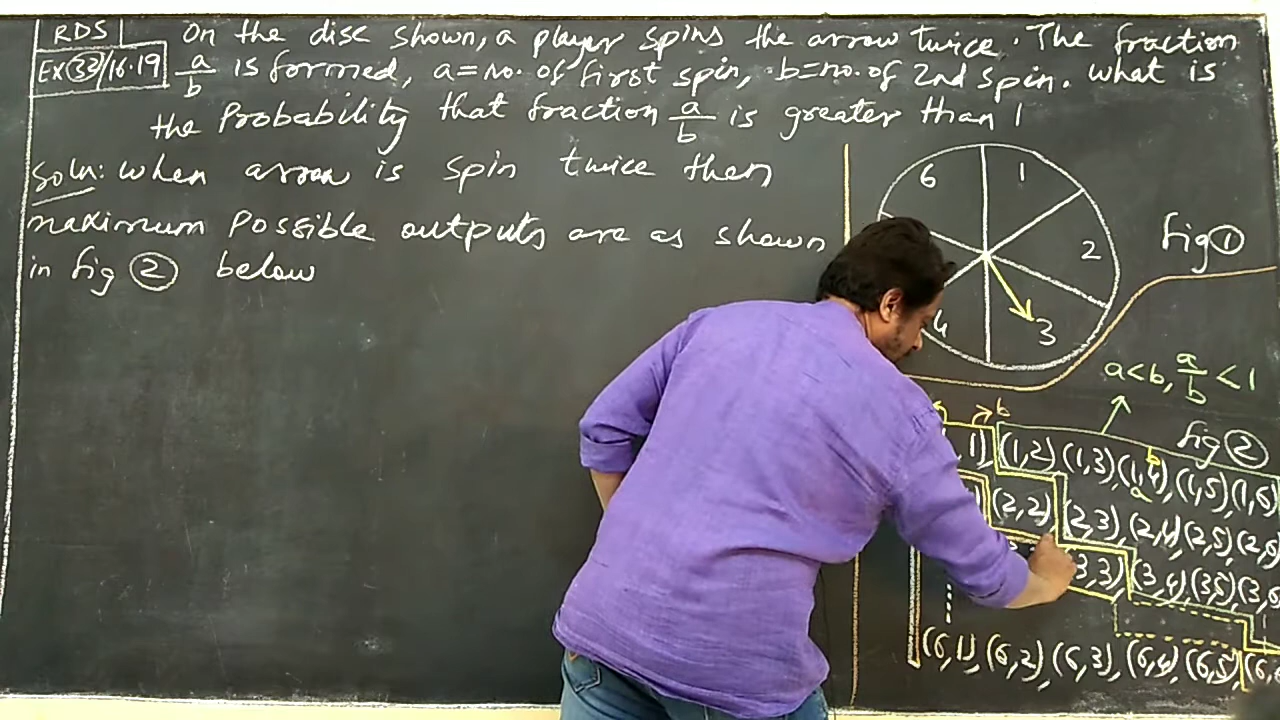 RDS On the disc shown, a player spins the arrow twice. The fraction
Ex(33)/16.19 a/b is formed, a=no. of first spin, b=no. of 2nd spin. What is
the Probability that fraction a/b is greater than 1
Soln: When arrow is spin twice then
maximum Possible outputs are as shown
in fig ② below
6 1
2
3
4
fig①
a<b, a/b < 1
b
fig②
1), (1,2), (1,3), (1,4), (1,5), (1,6)
b
a
(2,2), (2,3), (2,4), (2,5), (2,6)
3,3), (3,4), (3,5), (3,6
(6,1), (6,2), (6,3), (6,4), (6,5), (6,